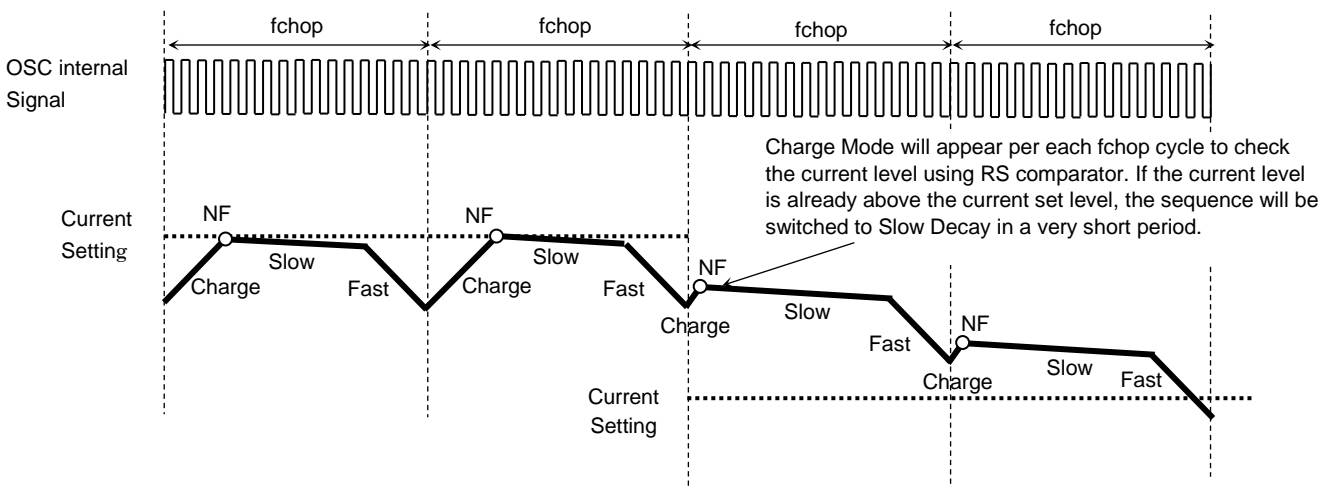 fchop
fchop
fchop
fchop
OSC internal
Signal
Charge Mode will appear per each fchop cycle to check
the current level using RS comparator. If the current level
is already above the current set level, the sequence will be
switched to Slow Decay in a very short period.
Current
Setting
NF
Slow
Charge
Fast
NF
Slow
Charge
Fast
NF
Slow
Charge
Fast
NF
Slow
Charge
Fast
Current
Setting